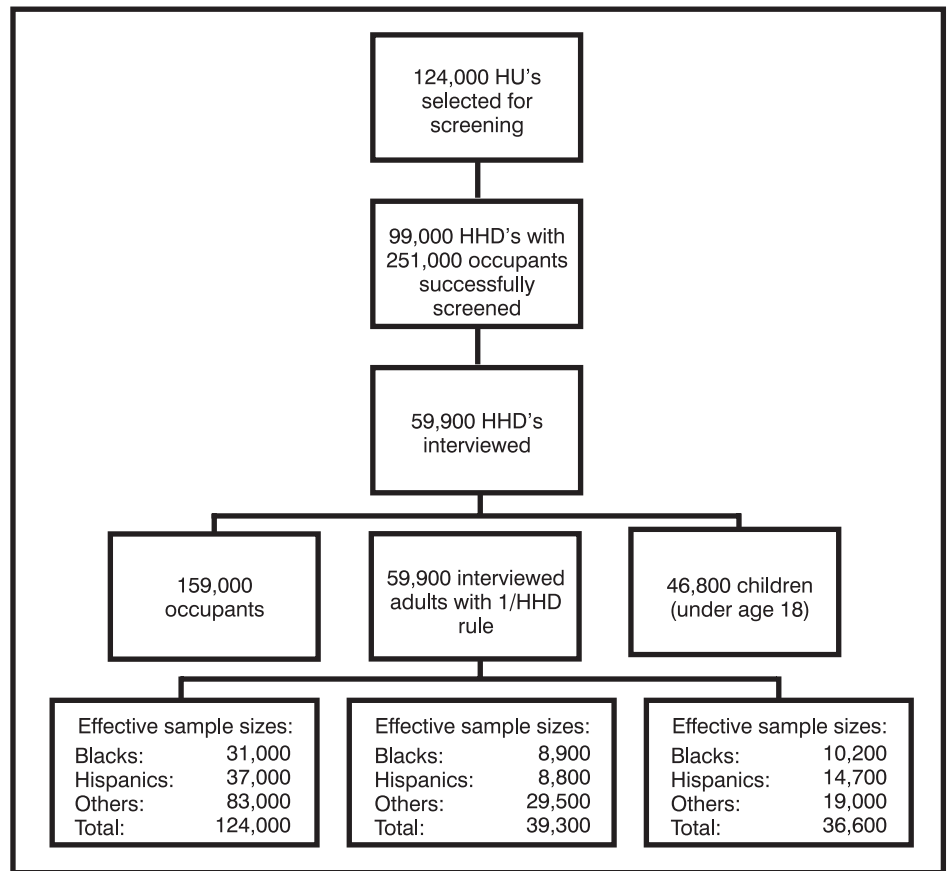 124,000 HU's
selected for
screening
99,000 HHD's with
251,000 occupants
successfully
screened
59,900 HHD's
interviewed
159,000
occupants
59,900 interviewed
adults with 1/HHD
rule
46,800 children
(under age 18)
Effective sample sizes:
Blacks: 31,000
Hispanics: 37,000
Others: 83,000
Total: 124,000
Effective sample sizes:
Blacks: 8,900
Hispanics: 8,800
Others: 29,500
Total: 39,300
Effective sample sizes:
Blacks: 10,200
Hispanics: 14,700
Others: 19,000
Total: 36,600